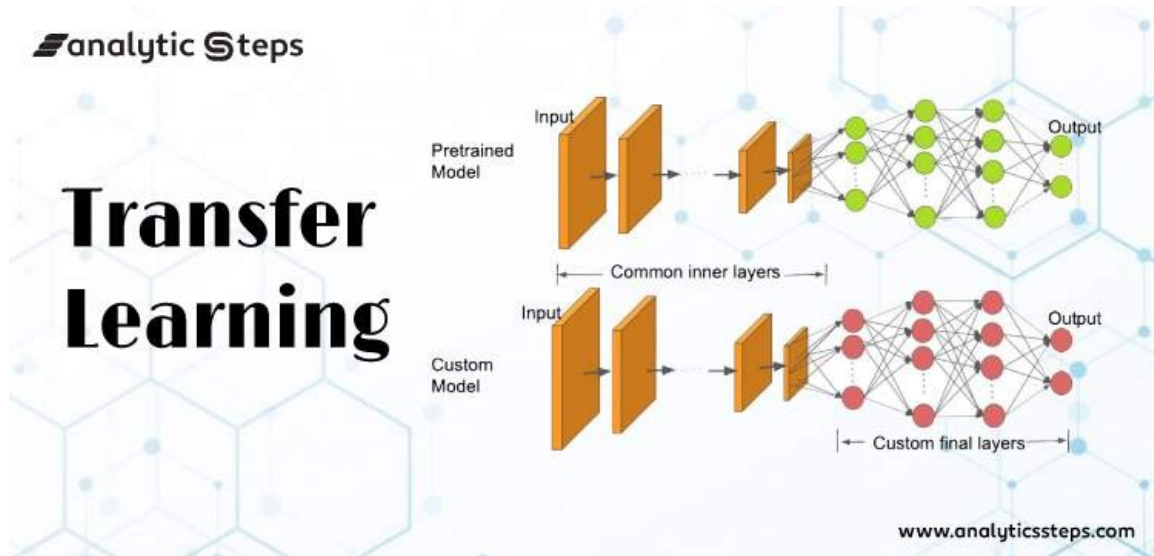 analytic Steps
Transfer
Learning
Pretrained
Model
Input
Output
Common inner layers
Custom
Model
Input
Output
Custom final layers
www.analyticssteps.com